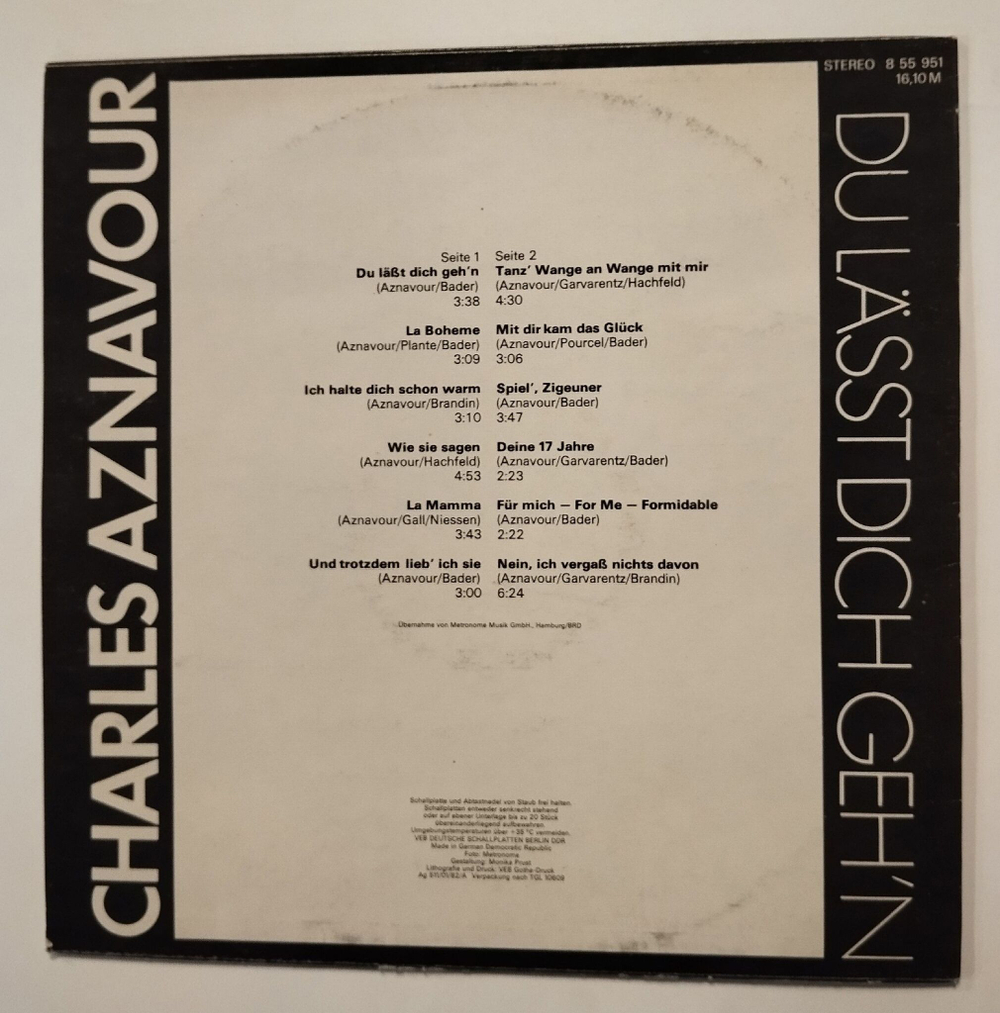 CHARLES AZNAVOUR
STEREO 8 55 951
16,10 M
DU LÄSST DICH GEH'N
Seite 1
Du läßt dich geh'n
(Aznavour/Bader)
3:38
La Boheme
(Aznavour/Plante/Bader)
3:09
Ich halte dich schon warm
(Aznavour/Brandin)
3:10
Wie sie sagen
(Aznavour/Hachfeld)
4:53
La Mamma
(Aznavour/Gall/Niessen)
3:43
Und trotzdem lieb' ich sie
(Aznavour/Bader)
3:00
Seite 2
Tanz' Wange an Wange mit mir
(Aznavour/Garvarentz/Hachfeld)
4:30
Mit dir kam das Glück
(Aznavour/Pourcel/Bader)
3:06
Spiel', Zigeuner
(Aznavour/Bader)
3:47
Deine 17 Jahre
(Aznavour/Garvarentz/Bader)
2:23
Für mich – For Me – Formidable
(Aznavour/Bader)
2:22
Nein, ich vergaß nichts davon
(Aznavour/Garvarentz/Brandin)
6:24
Übernahme von Metronome Musik GmbH., Hamburg/BRD
Schallplatte und Abtastnadel von Staub frei halten.
Schallplatten entweder senkrecht stehend
oder auf ebener Unterlage bis zu 20 Stück
übereinanderliegend aufbewahren.
Umgebungstemperaturen über +35 °C vermeiden.
VEB DEUTSCHE SCHALLPLATTEN BERLIN DDR
Made in German Democratic Republic
Foto: Metronome
Gestaltung: Monika Prust
Lithografie und Druck: VEB Gotha-Druck
Ag 511/01/82/A Verpackung nach TGL 10609